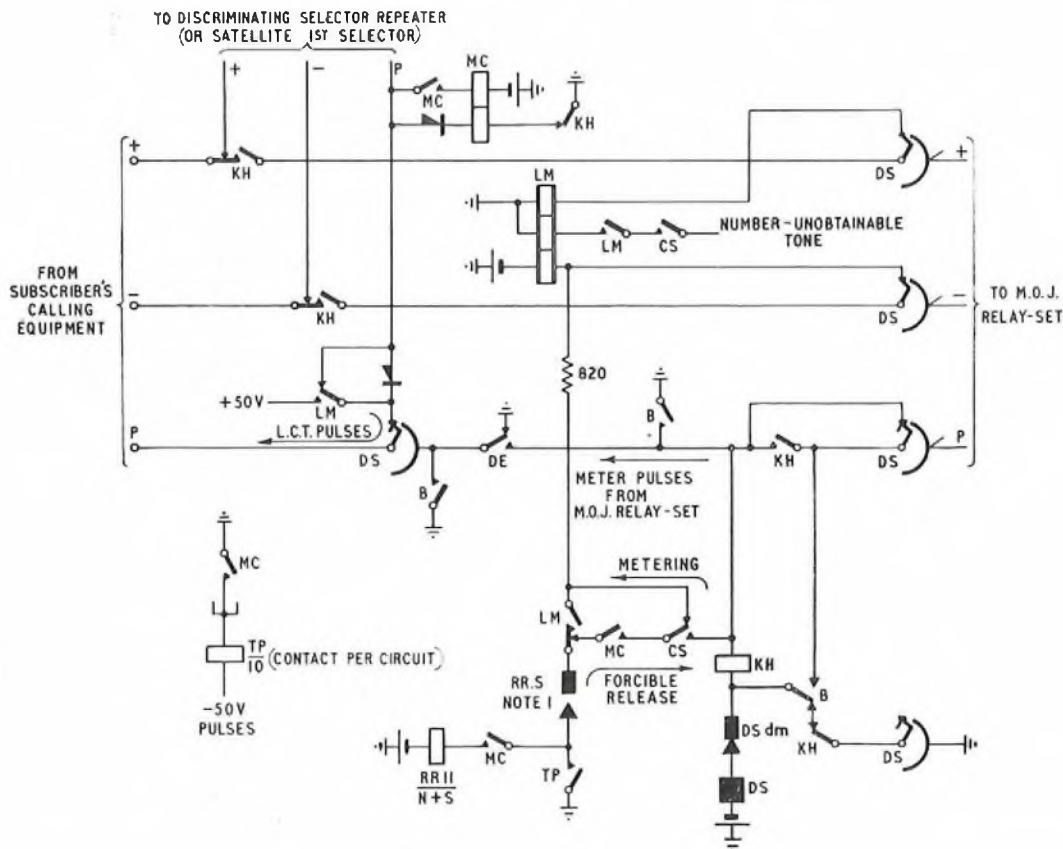 TO DISCRIMINATING SELECTOR REPEATER
(OR SATELLITE 1ST SELECTOR)
+
−
P
MC
MC
KH
+
KH
DS
+
LM
LM
CS
NUMBER-UNOBTAINABLE
TONE
FROM
SUBSCRIBER'S
CALLING
EQUIPMENT
−
KH
DS
−
TO M.O.J.
RELAY-SET
820
+50V
LM
L.C.T. PULSES
B
P
DS
DE
KH
DS
P
METER PULSES
FROM
M.O.J. RELAY-SET
B
MC
METERING
LM
MC
CS
TP
10
(CONTACT PER CIRCUIT)
KH
RR.S
NOTE 1
FORCIBLE
RELEASE
B
-50V
PULSES
DS dm
KH
DS
MC
RR II
N+S
TP
DS